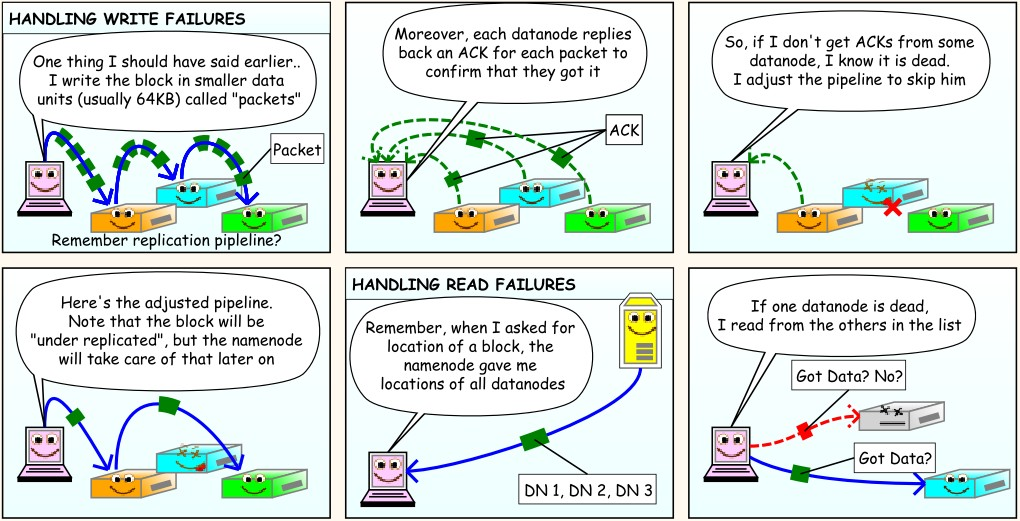 HANDLING WRITE FAILURES
One thing I should have said earlier..
I write the block in smaller data
units (usually 64KB) called "packets"
Packet
Remember replication pipleline?
Moreover, each datanode replies
back an ACK for each packet to
confirm that they got it
ACK
So, if I don't get ACKs from some
datanode, I know it is dead.
I adjust the pipeline to skip him
Here's the adjusted pipeline.
Note that the block will be
"under replicated", but the namenode
will take care of that later on
HANDLING READ FAILURES
Remember, when I asked for
location of a block, the
namenode gave me
locations of all datanodes
DN 1, DN 2, DN 3
If one datanode is dead,
I read from the others in the list
Got Data? No?
Got Data?